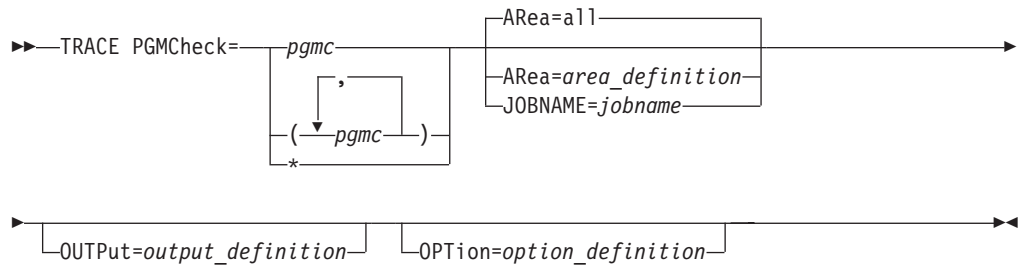 ARea=all
TRACE PGMCheck= pgmc
, ARea=area_definition
JOBNAME=jobname
( pgmc )
*
OUTPut=output_definition OPTion=option_definition